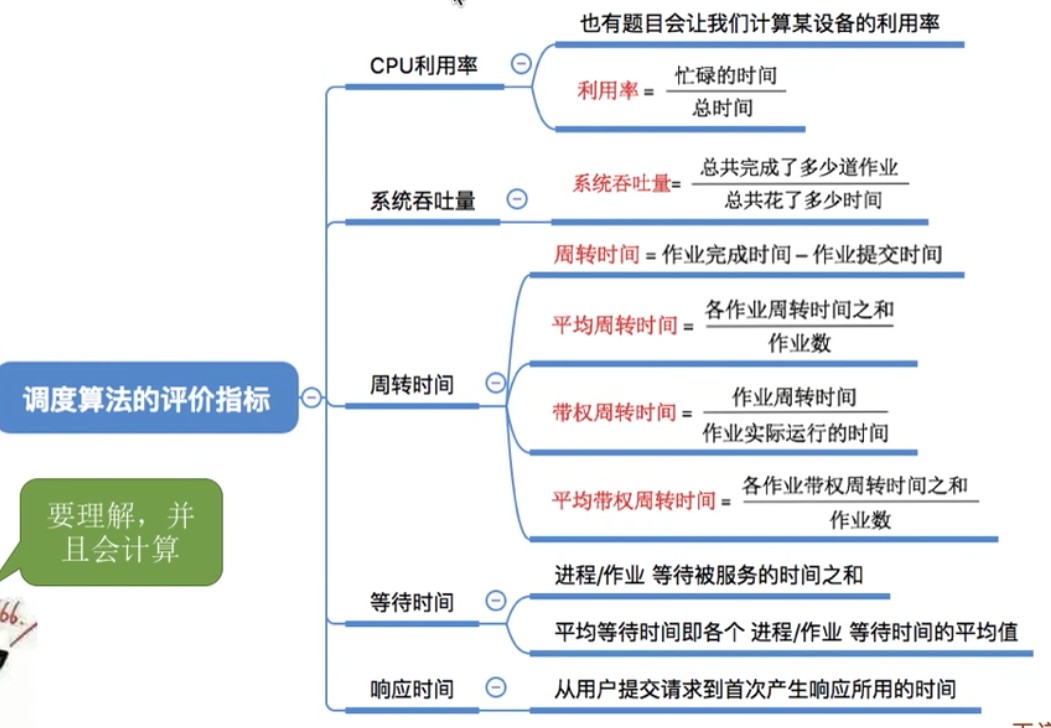 也有题目会让我们计算某设备的利用率
CPU利用率
利用率 = 忙碌的时间
总时间
系统吞吐量
系统吞吐量= 总共完成了多少道作业
总共花了多少时间
周转时间 = 作业完成时间 – 作业提交时间
平均周转时间 = 各作业周转时间之和
作业数
调度算法的评价指标
周转时间
带权周转时间 = 作业周转时间
作业实际运行的时间
平均带权周转时间 = 各作业带权周转时间之和
作业数
要理解，并
且会计算
等待时间
进程/作业 等待被服务的时间之和
平均等待时间即各个 进程/作业 等待时间的平均值
66.
响应时间
从用户提交请求到首次产生响应所用的时间